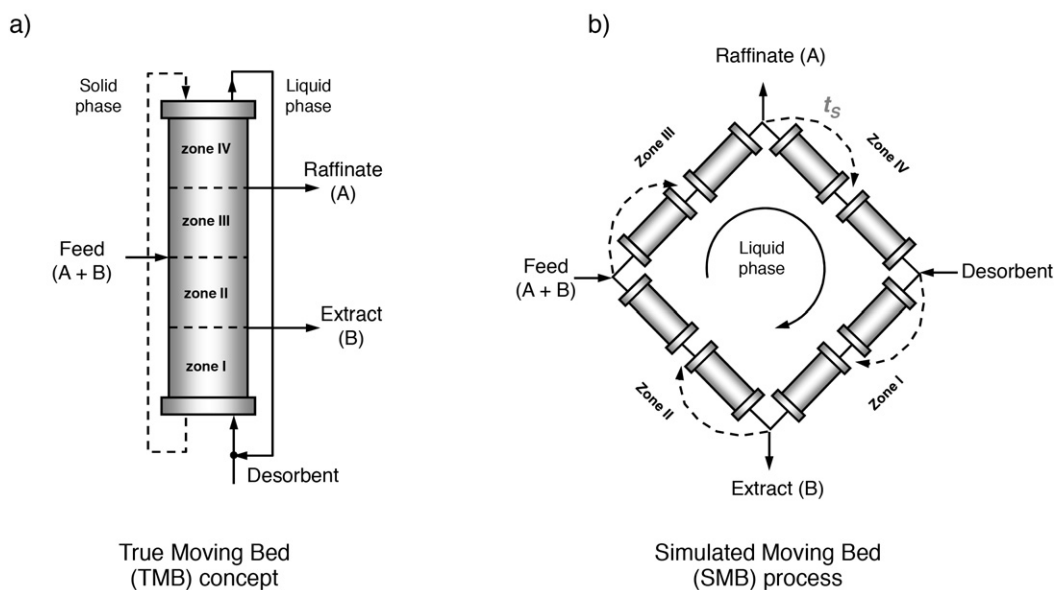 a)
Solid
phase
Liquid
phase
zone IV
Raffinate
(A)
zone III
Feed
(A + B)
zone II
Extract
(B)
zone I
Desorbent
True Moving Bed
(TMB) concept
b)
Raffinate (A)
tS
Zone III
Zone IV
Liquid
phase
Feed
(A + B)
Desorbent
Zone II
Zone I
Extract (B)
Simulated Moving Bed
(SMB) process